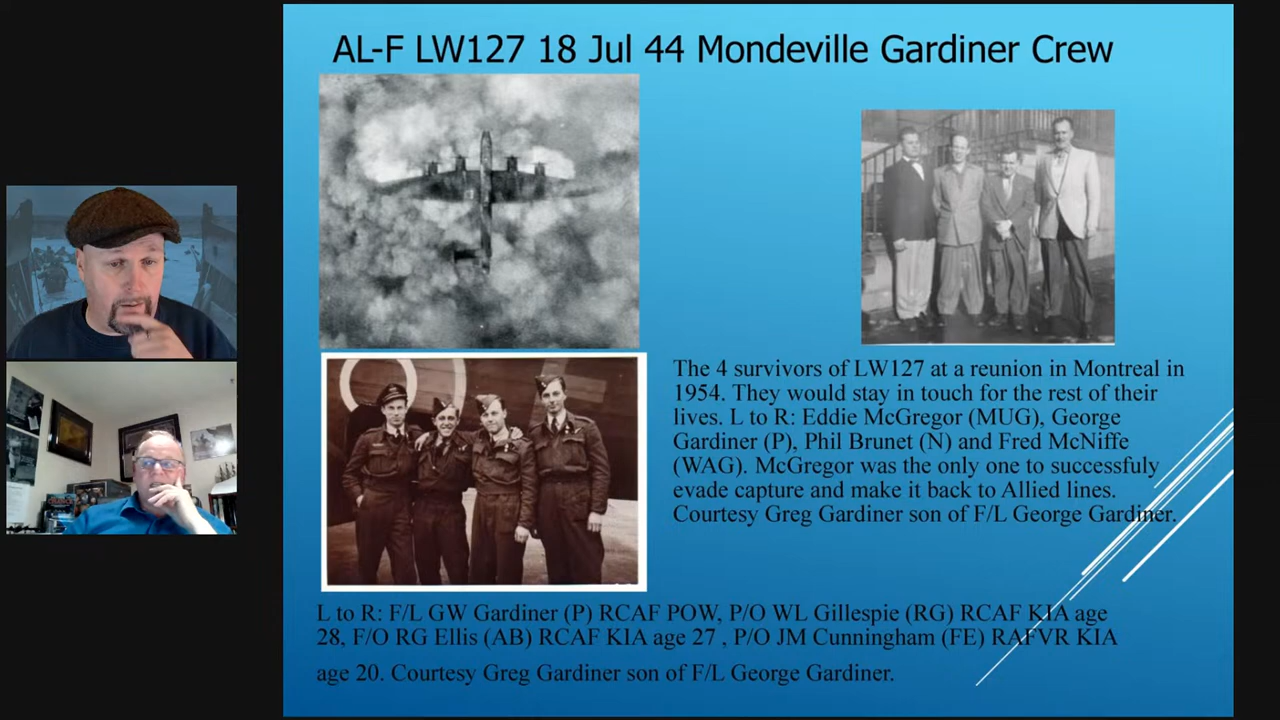 AL-F LW127 18 Jul 44 Mondeville Gardiner Crew
The 4 survivors of LW127 at a reunion in Montreal in
1954. They would stay in touch for the rest of their
lives. L to R: Eddie McGregor (MUG), George
Gardiner (P), Phil Brunet (N) and Fred McNiffe
(WAG). McGregor was the only one to successfuly
evade capture and make it back to Allied lines.
Courtesy Greg Gardiner son of F/L George Gardiner.
L to R: F/L GW Gardiner (P) RCAF POW, P/O WL Gillespie (RG) RCAF KIA age
28, F/O RG Ellis (AB) RCAF KIA age 27 , P/O JM Cunningham (FE) RAFVR KIA
age 20. Courtesy Greg Gardiner son of F/L George Gardiner.